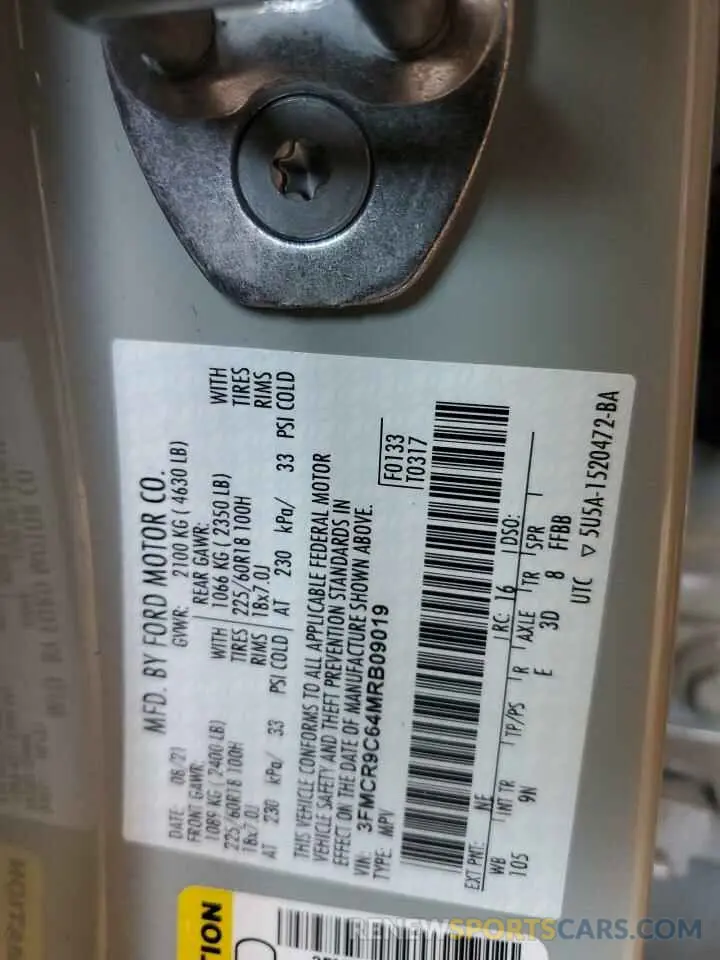 MFD. BY FORD MOTOR CO.
DATE: 08/21 GVWR: 2100 KG ( 4630 LB)
FRONT GAWR: REAR GAWR:
1089 KG ( 2400 LB) WITH 1066 KG ( 2350 LB) WITH
225/60R18 100H TIRES 225/60R18 100H TIRES
18x7.0J RIMS 18x7.0J RIMS
AT 230 kPa/ 33 PSI COLD AT 230 kPa/ 33 PSI COLD
THIS VEHICLE CONFORMS TO ALL APPLICABLE FEDERAL MOTOR
VEHICLE SAFETY AND THEFT PREVENTION STANDARDS IN
EFFECT ON THE DATE OF MANUFACTURE SHOWN ABOVE.
VIN: 3FMCR9C64MRB09019
TYPE: MPV
F0133
T0317
EXT PNT: NE RC: 16 DSO:
WB INT TR TP/PS R AXLE TR SPR
105 9N E 3D 8 FFBB
UTC ▽ 5U5A-1520472-BA
TION
RENEWSPORTSCARS.COM